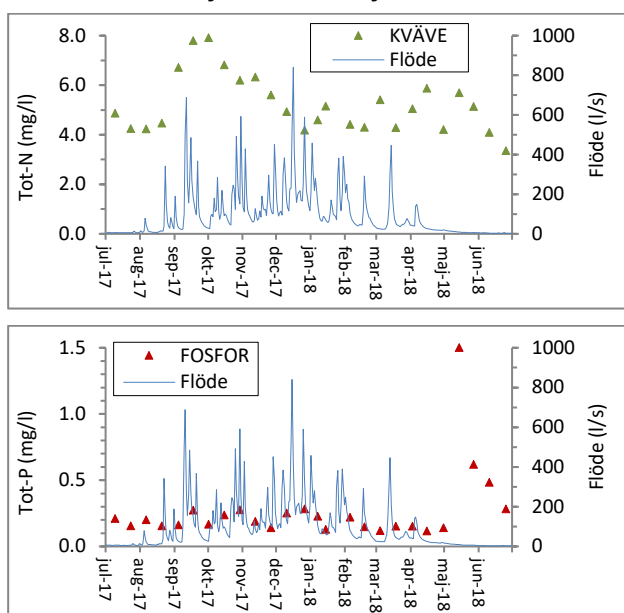 8.0
6.0
4.0
2.0
0.0
Tot-N (mg/l)
KVÄVE
Flöde
1000
800
600
400
200
0
Flöde (l/s)
jul-17
aug-17
sep-17
okt-17
nov-17
dec-17
jan-18
feb-18
mar-18
apr-18
maj-18
jun-18
1.5
1.0
0.5
0.0
Tot-P (mg/l)
FOSFOR
Flöde
1000
800
600
400
200
0
Flöde (l/s)
jul-17
aug-17
sep-17
okt-17
nov-17
dec-17
jan-18
feb-18
mar-18
apr-18
maj-18
jun-18